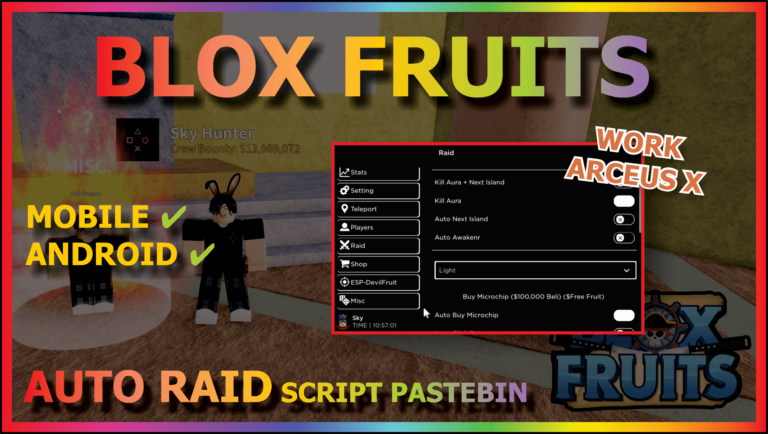 BLOX FRUITS
?
MISC.
Sky Hunter
Crew Bounty: $13,989,072
WORK
ARCEUS X
MOBILE ✓
ANDROID ✓
Raid
Stats
Setting
Teleport
Players
Raid
Shop
ESP-DevilFruit
Misc
Sky
TIME | 10:57:01
Kill Aura + Next Island
Kill Aura
Auto Next Island
Auto Awakenr
Light
Buy Microchip ($100,000 Beli) ($Free Fruit)
Auto Buy Microchip
BLOX
FRUITS
AUTO RAID SCRIPT PASTEBIN